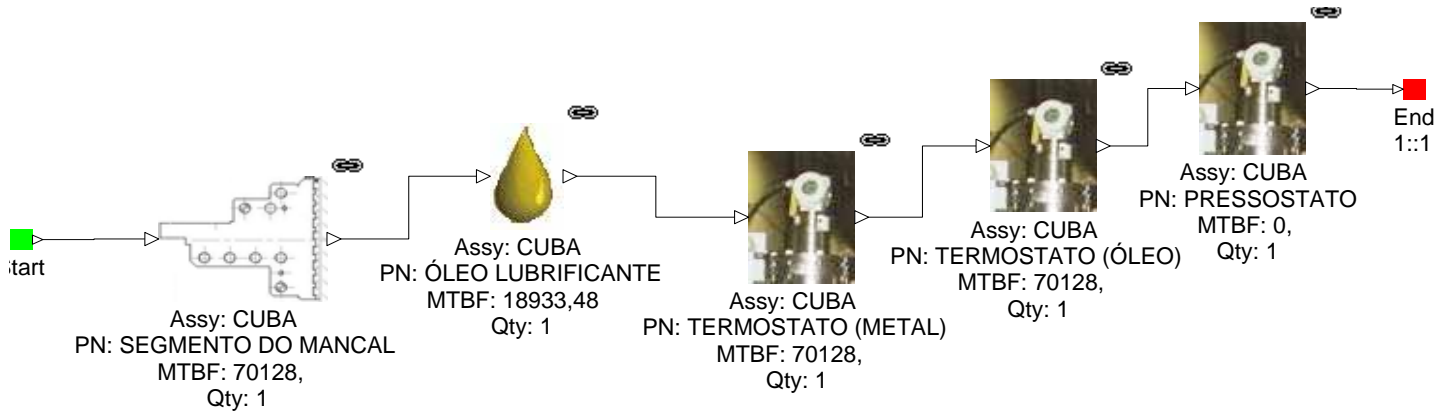 Start
Assy: CUBA
PN: SEGMENTO DO MANCAL
MTBF: 70128,
Qty: 1
Assy: CUBA
PN: ÓLEO LUBRIFICANTE
MTBF: 18933,48
Qty: 1
Assy: CUBA
PN: TERMOSTATO (METAL)
MTBF: 70128,
Qty: 1
Assy: CUBA
PN: TERMOSTATO (ÓLEO)
MTBF: 70128,
Qty: 1
Assy: CUBA
PN: PRESSOSTATO
MTBF: 0,
Qty: 1
End
1::1